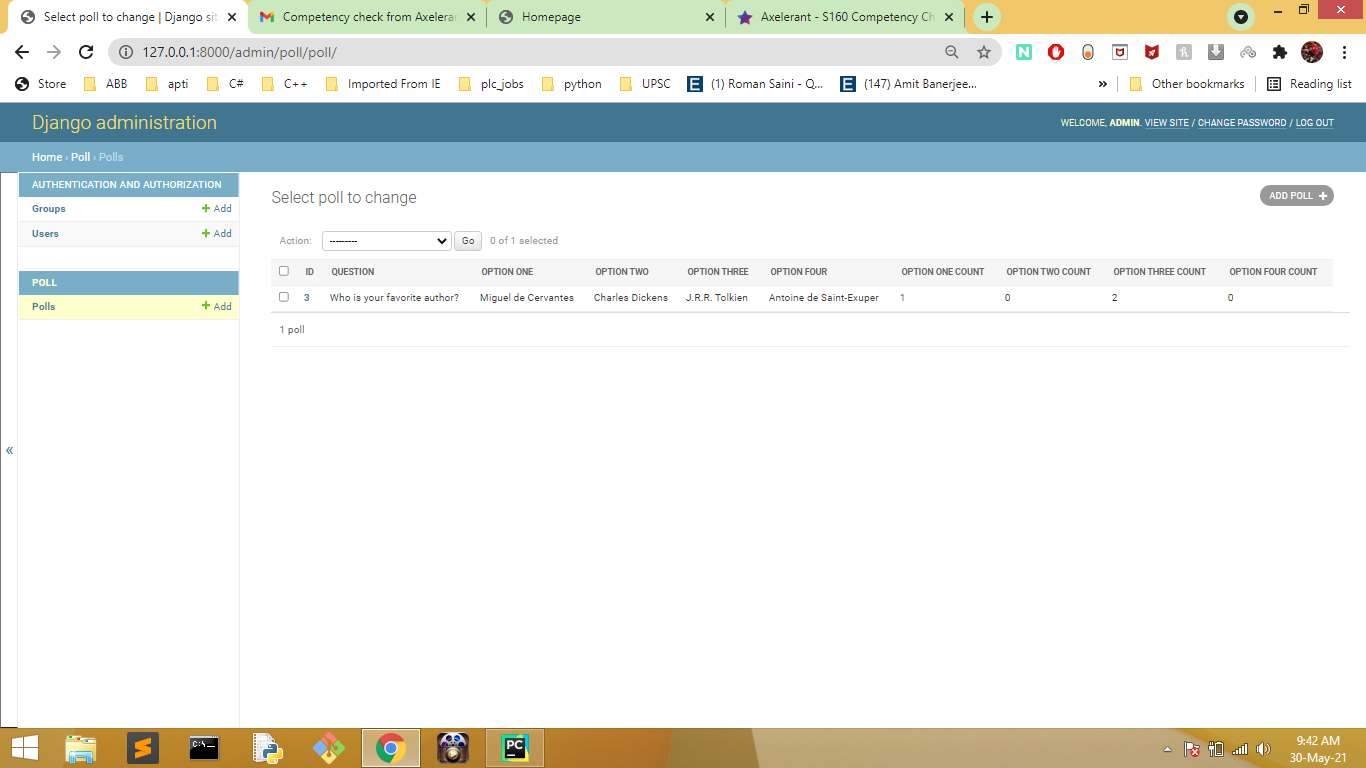 Select poll to change | Django sit
Competency check from Axelerar
Homepage
Axelerant - S160 Competency Ch
127.0.0.1:8000/admin/poll/poll/
Store ABB apti C# C++ Imported From IE plc_jobs python UPSC (1) Roman Saini - Q... (147) Amit Banerjee... » Other bookmarks Reading list
Django administration
WELCOME, ADMIN. VIEW SITE / CHANGE PASSWORD / LOG OUT
Home › Poll › Polls
AUTHENTICATION AND AUTHORIZATION
Groups + Add
Users + Add
POLL
Polls + Add
«
Select poll to change
ADD POLL +
Action: --------- Go 0 of 1 selected
ID QUESTION OPTION ONE OPTION TWO OPTION THREE OPTION FOUR OPTION ONE COUNT OPTION TWO COUNT OPTION THREE COUNT OPTION FOUR COUNT
3 Who is your favorite author? Miguel de Cervantes Charles Dickens J.R.R. Tolkien Antoine de Saint-Exuper 1 0 2 0
1 poll
C:\_
PC
9:42 AM
30-May-21